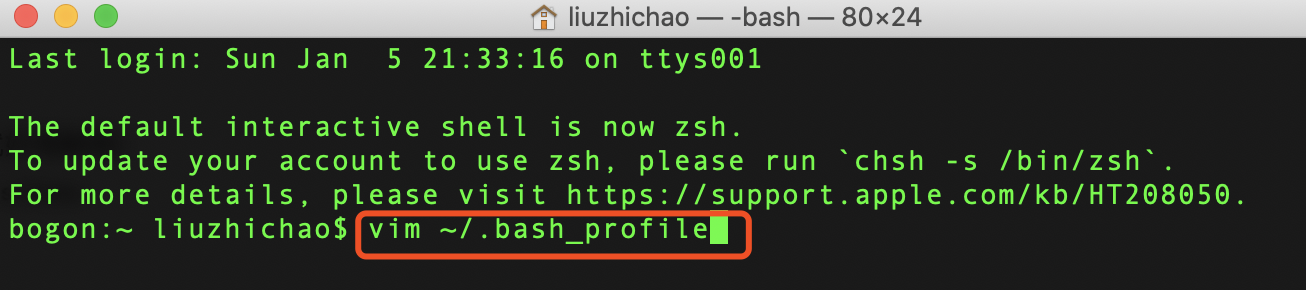 liuzhichao — -bash — 80×24
Last login: Sun Jan  5 21:33:16 on ttys001
The default interactive shell is now zsh.
To update your account to use zsh, please run `chsh -s /bin/zsh`.
For more details, please visit https://support.apple.com/kb/HT208050.
bogon:~ liuzhichao$ vim ~/.bash_profile